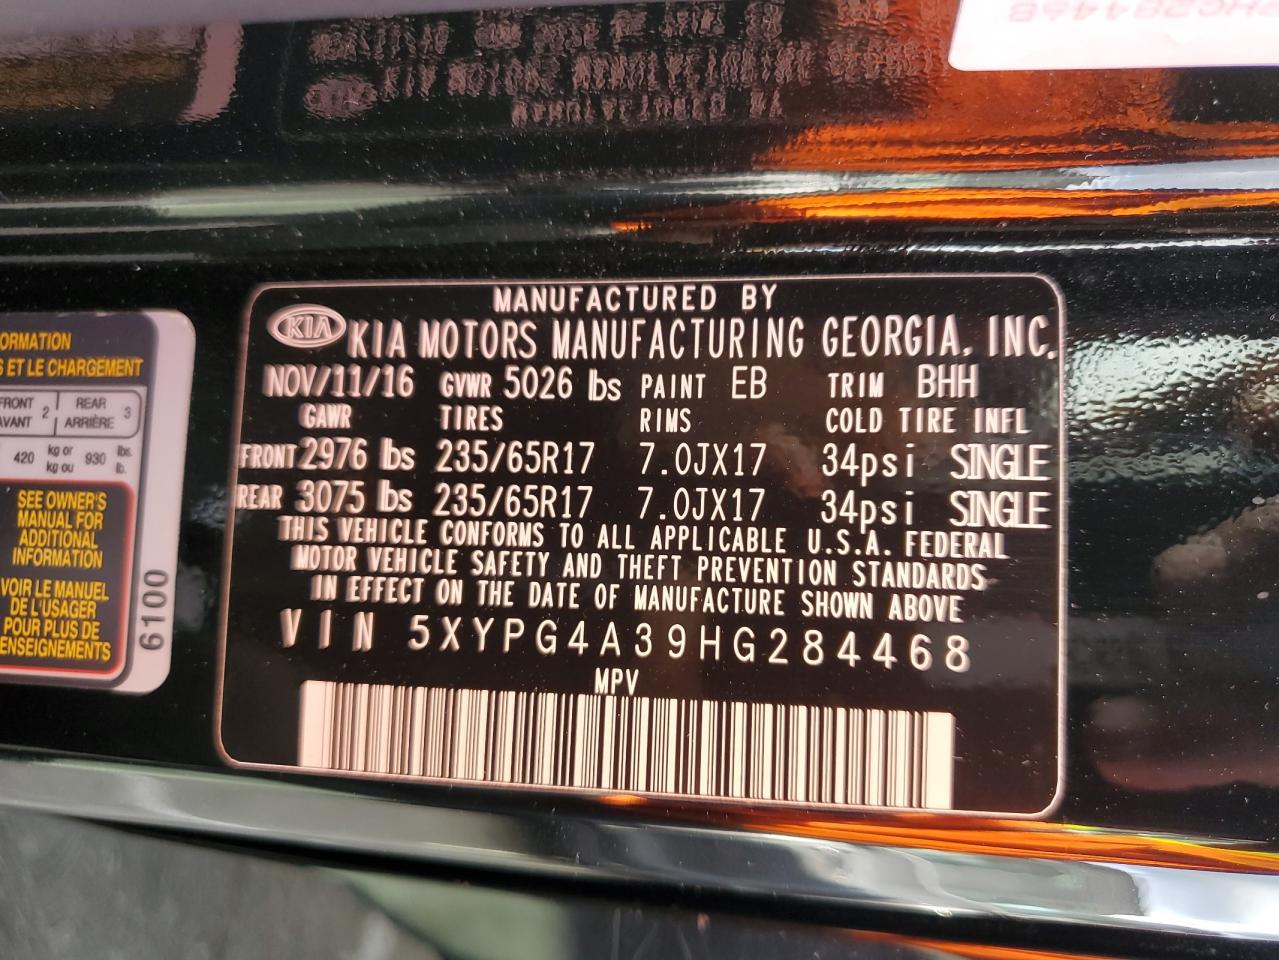 MANUFACTURED BY
KIA KIA MOTORS MANUFACTURING GEORGIA, INC.
NOV/11/16 GVWR 5026 lbs PAINT EB TRIM BHH
GAWR TIRES RIMS COLD TIRE INFL
FRONT 2976 lbs 235/65R17 7.0JX17 34psi SINGLE
REAR 3075 lbs 235/65R17 7.0JX17 34psi SINGLE
THIS VEHICLE CONFORMS TO ALL APPLICABLE U.S.A. FEDERAL
MOTOR VEHICLE SAFETY AND THEFT PREVENTION STANDARDS
IN EFFECT ON THE DATE OF MANUFACTURE SHOWN ABOVE
VIN 5XYPG4A39HG284468
MPV
ORMATION
S ET LE CHARGEMENT
FRONT 2 REAR 3
AVANT ARRIÈRE
420 kg or 930 lbs.
kg ou lb.
SEE OWNER'S
MANUAL FOR
ADDITIONAL
INFORMATION
VOIR LE MANUEL
DE L'USAGER
POUR PLUS DE
ENSEIGNEMENTS
6100